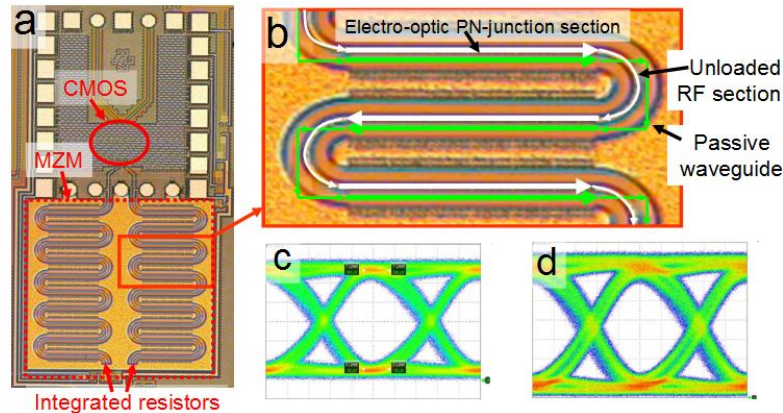 a
CMOS
MZM
Integrated resistors
b
Electro-optic PN-junction section
Unloaded
RF section
Passive
waveguide
c
d